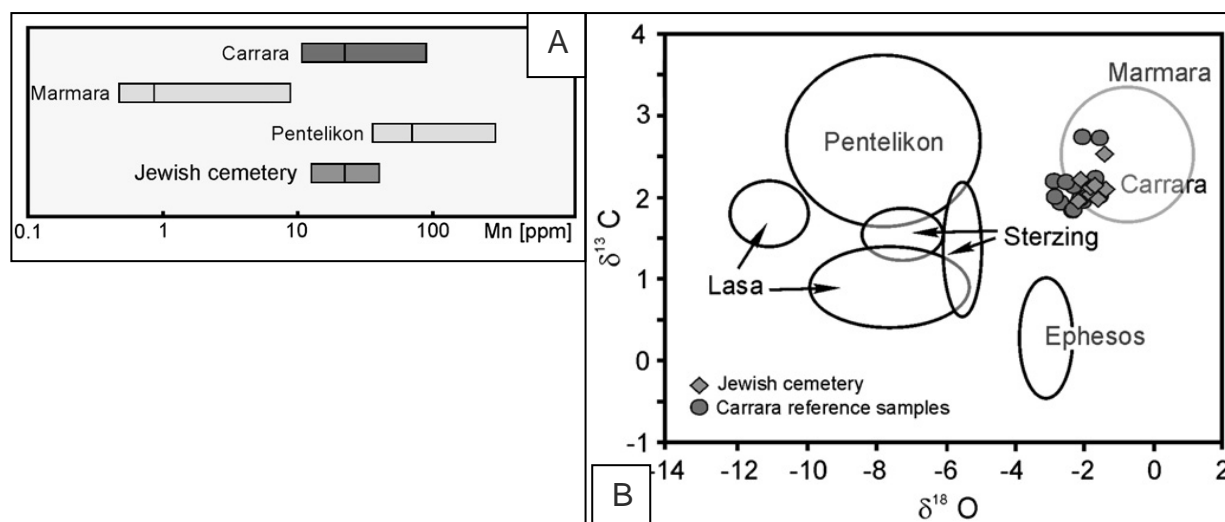 A
Carrara
Marmara
Pentelikon
Jewish cemetery
0.1 1 10 100 Mn [ppm]
4
3
2
1
0
-1
δ13 C
Marmara
Pentelikon
Carrara
Sterzing
Lasa
Ephesos
Jewish cemetery
Carrara reference samples
-14 -12 -10 -8 -6 -4 -2 0 2
B
δ18 O